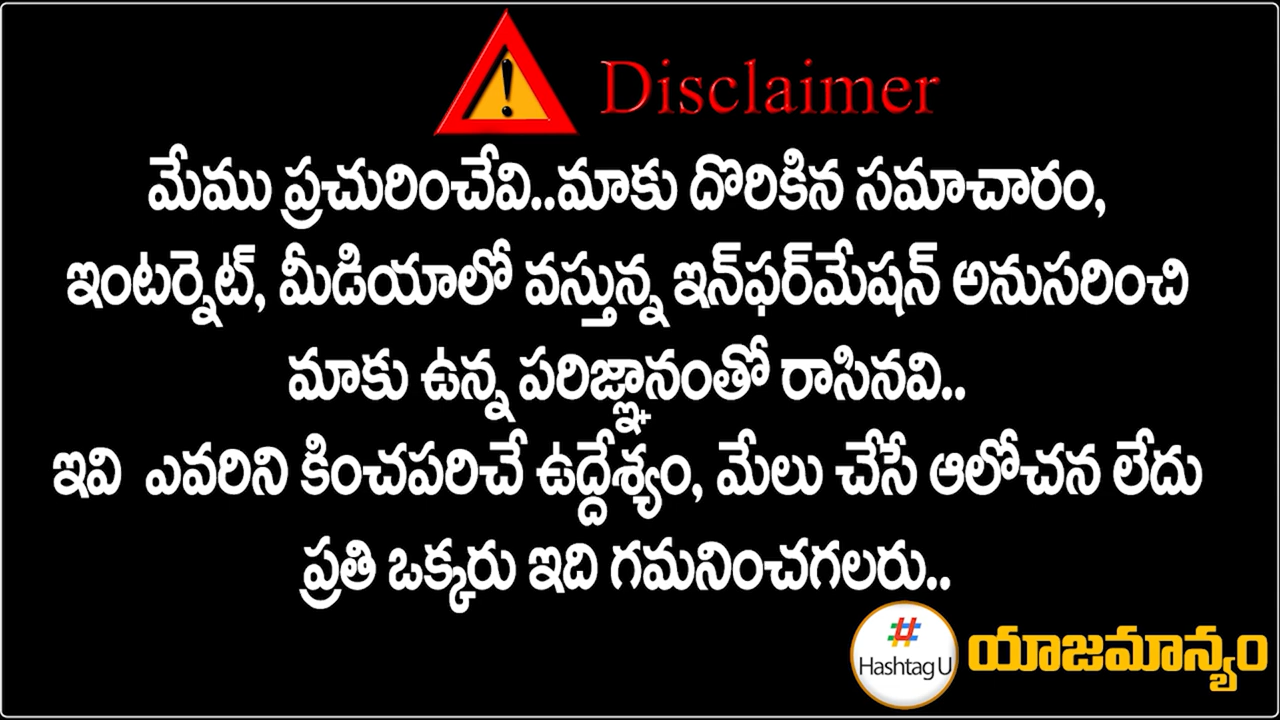 Disclaimer
మేము ప్రచురించేవి..మాకు దొరికిన సమాచారం,
ఇంటర్నెట్, మీడియాలో వస్తున్న ఇన్‌ఫర్‌మేషన్ అనుసరించి
మాకు ఉన్న పరిజ్ఞానంతో రాసినవి..
ఇవి ఎవరిని కించపరిచే ఉద్దేశ్యం, మేలు చేసే ఆలోచన లేదు
ప్రతి ఒక్కరు ఇది గమనించగలరు..
# Hashtag U యాజమాన్యం